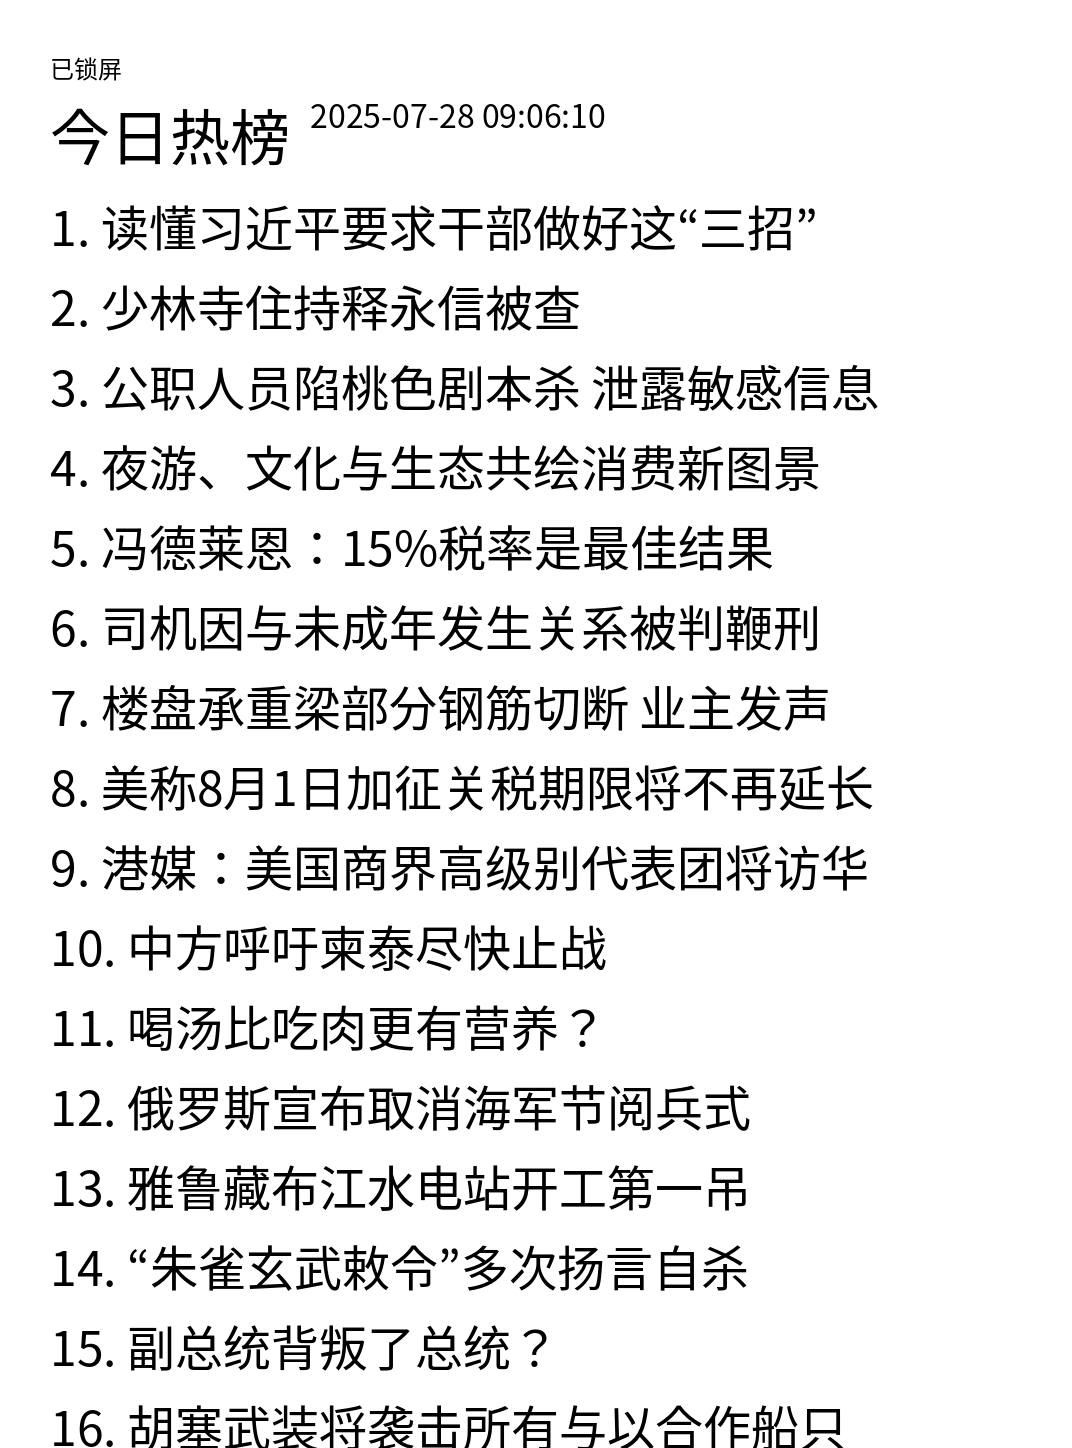 已锁屏
今日热榜 2025-07-28 09:06:10
1. 读懂习近平要求干部做好这“三招”
2. 少林寺住持释永信被查
3. 公职人员陷桃色剧本杀 泄露敏感信息
4. 夜游、文化与生态共绘消费新图景
5. 冯德莱恩：15%税率是最佳结果
6. 司机因与未成年发生关系被判鞭刑
7. 楼盘承重梁部分钢筋切断 业主发声
8. 美称8月1日加征关税期限将不再延长
9. 港媒：美国商界高级别代表团将访华
10. 中方呼吁柬泰尽快止战
11. 喝汤比吃肉更有营养？
12. 俄罗斯宣布取消海军节阅兵式
13. 雅鲁藏布江水电站开工第一吊
14. “朱雀玄武敕令”多次扬言自杀
15. 副总统背叛了总统？
16. 胡塞武装将袭击所有与以合作船只